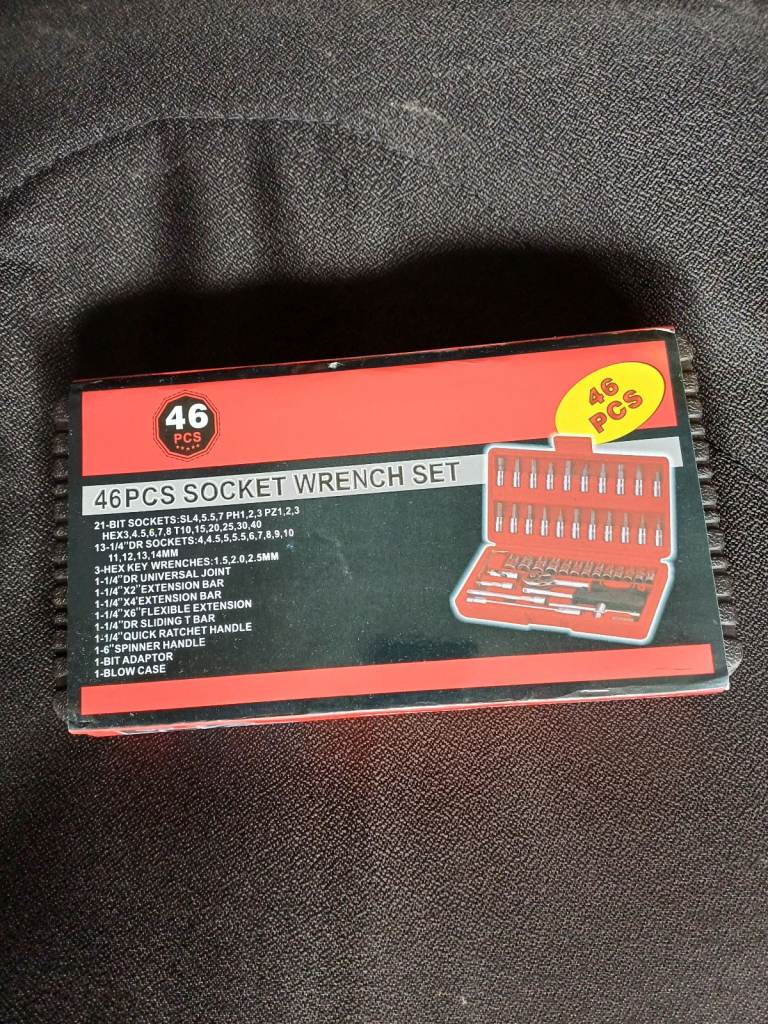 46
PCS
46
PCS
46PCS SOCKET WRENCH SET
21-BIT SOCKETS:SL4,5.5,7 PH1,2,3 PZ1,2,3
HEX3,4.5,6,7,8 T10,15,20,25,30,40
13-1/4"DR SOCKETS:4,4.5,5,5.5,6,7,8,9,10
11,12,13,14MM
3-HEX KEY WRENCHES:1.5,2.0,2.5MM
1-1/4"DR UNIVERSAL JOINT
1-1/4"X2"EXTENSION BAR
1-1/4"X4'EXTENSION BAR
1-1/4"X6"FLEXIBLE EXTENSION
1-1/4"DR SLIDING T BAR
1-1/4"QUICK RATCHET HANDLE
1-6"SPINNER HANDLE
1-BIT ADAPTOR
1-BLOW CASE